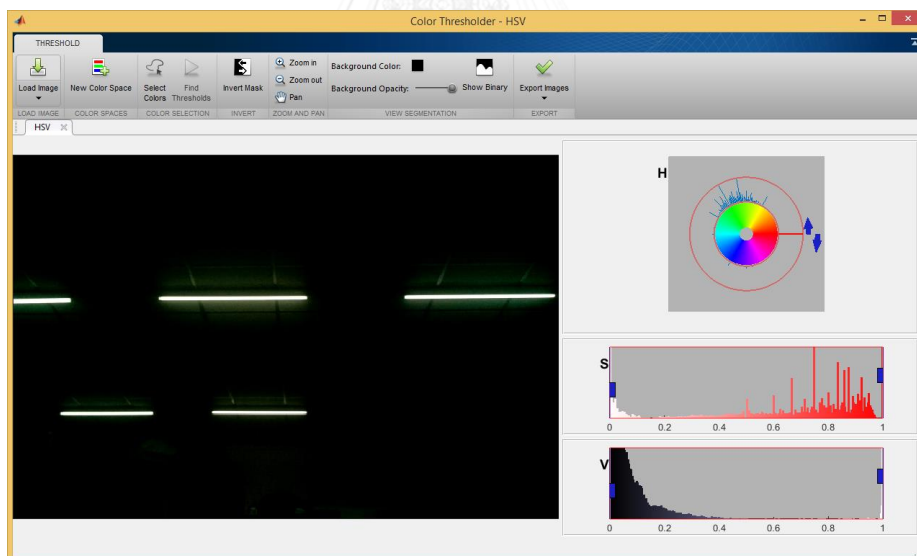 Color Thresholder - HSV
THRESHOLD
Load Image
New Color Space
Select Colors
Find Thresholds
Invert Mask
Zoom in
Zoom out
Pan
Background Color:
Background Opacity:
Show Binary
Export Images
LOAD IMAGE
COLOR SPACES
COLOR SELECTION
INVERT
ZOOM AND PAN
VIEW SEGMENTATION
EXPORT
HSV
H
S
0 0.2 0.4 0.6 0.8 1
V
0 0.2 0.4 0.6 0.8 1